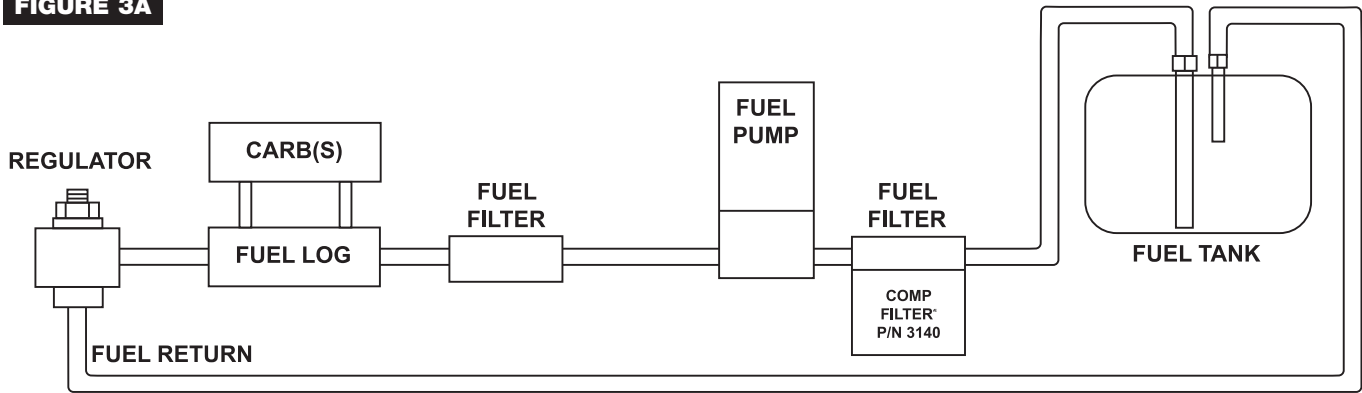 FIGURE 3A
REGULATOR
CARB(S)
FUEL LOG
FUEL
FILTER
FUEL
PUMP
FUEL
FILTER
COMP
FILTER*
P/N 3140
FUEL TANK
FUEL RETURN